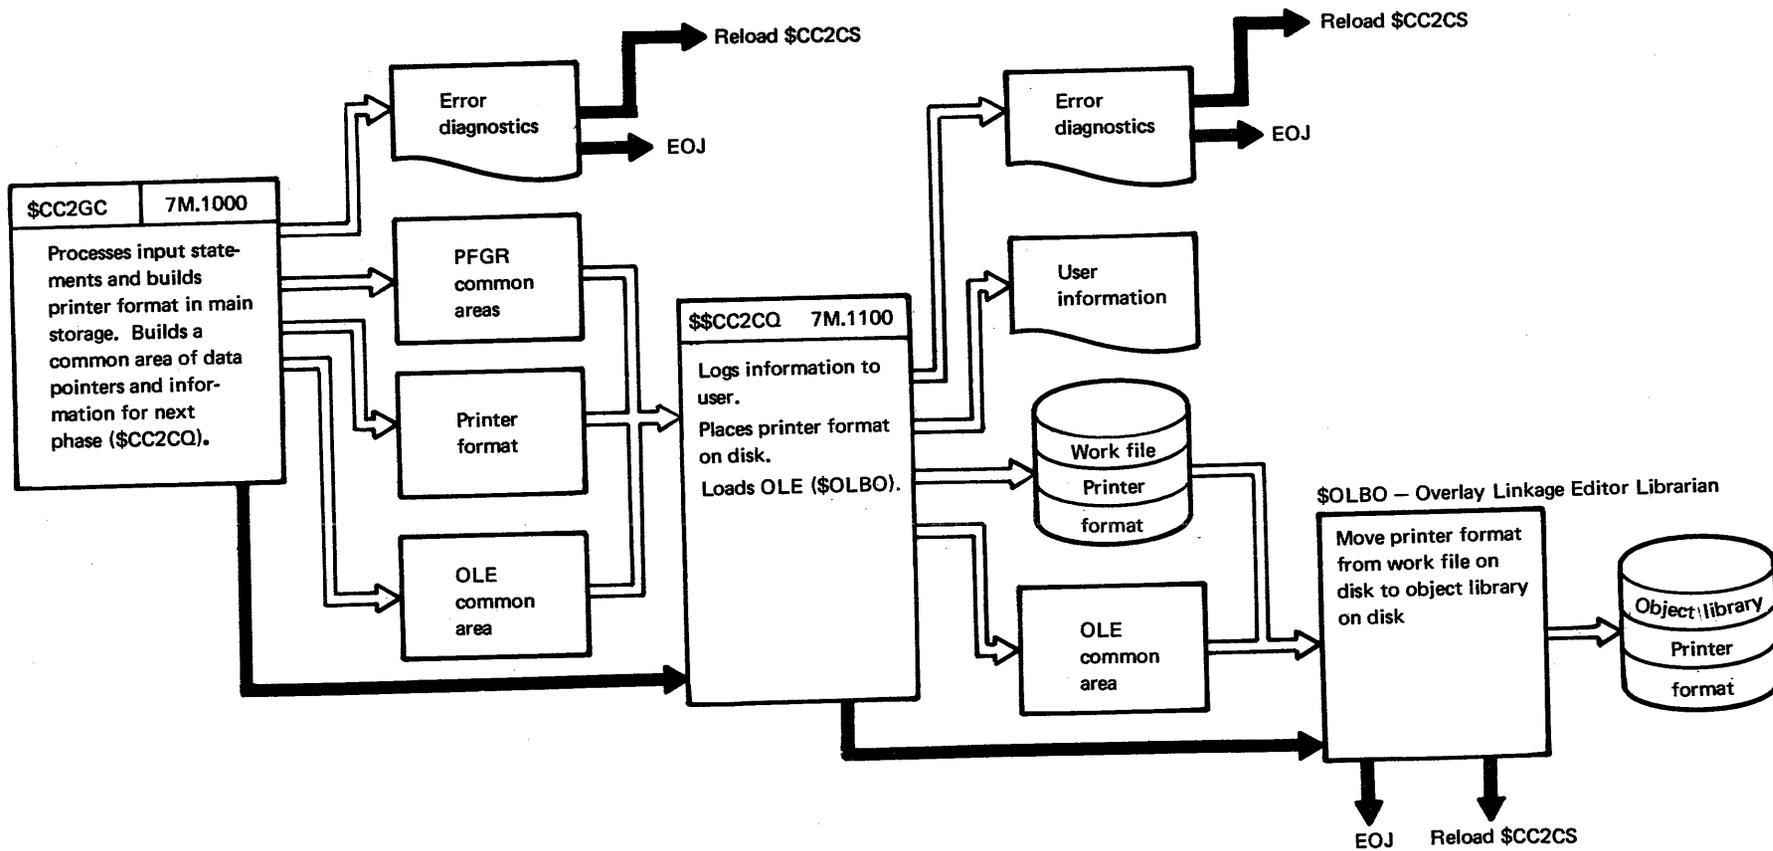 Reload $CC2CS
Error
diagnostics
EOJ
$CC2GC
7M.1000
Processes input state-
ments and builds
printer format in main
storage. Builds a
common area of data
pointers and infor-
mation for next
phase ($CC2CQ).
PFGR
common
areas
Printer
format
OLE
common
area
$$CC2CQ 7M.1100
Logs information to
user.
Places printer format
on disk.
Loads OLE ($OLBO).
Reload $CC2CS
Error
diagnostics
EOJ
User
information
Work file
Printer
format
OLE
common
area
$OLBO — Overlay Linkage Editor Librarian
Move printer format
from work file on
disk to object library
on disk
Object library
Printer
format
EOJ
Reload $CC2CS